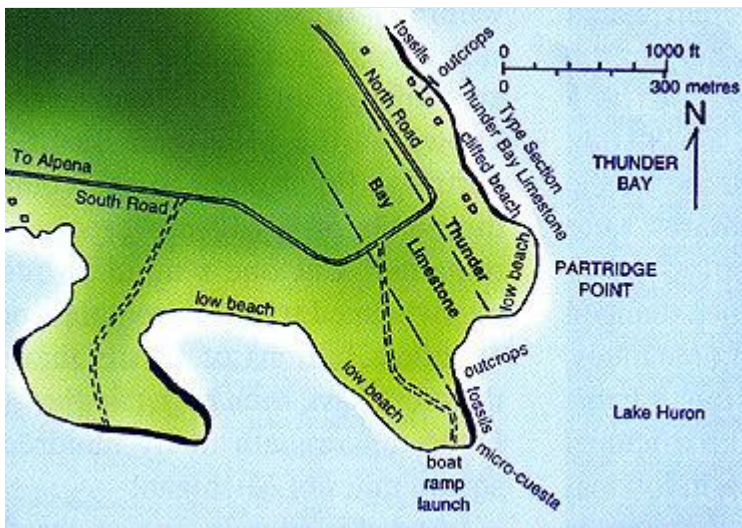 fossils
outcrops
0 1000 ft
0 300 metres
N
THUNDER
BAY
Type Section
Thunder Bay Limestone
cliffed beach
North Road
To Alpena
South Road
Bay
Thunder
Limestone
low beach
PARTRIDGE
POINT
low beach
low beach
outcrops
fossils
micro-cuesta
Lake Huron
boat
ramp
launch